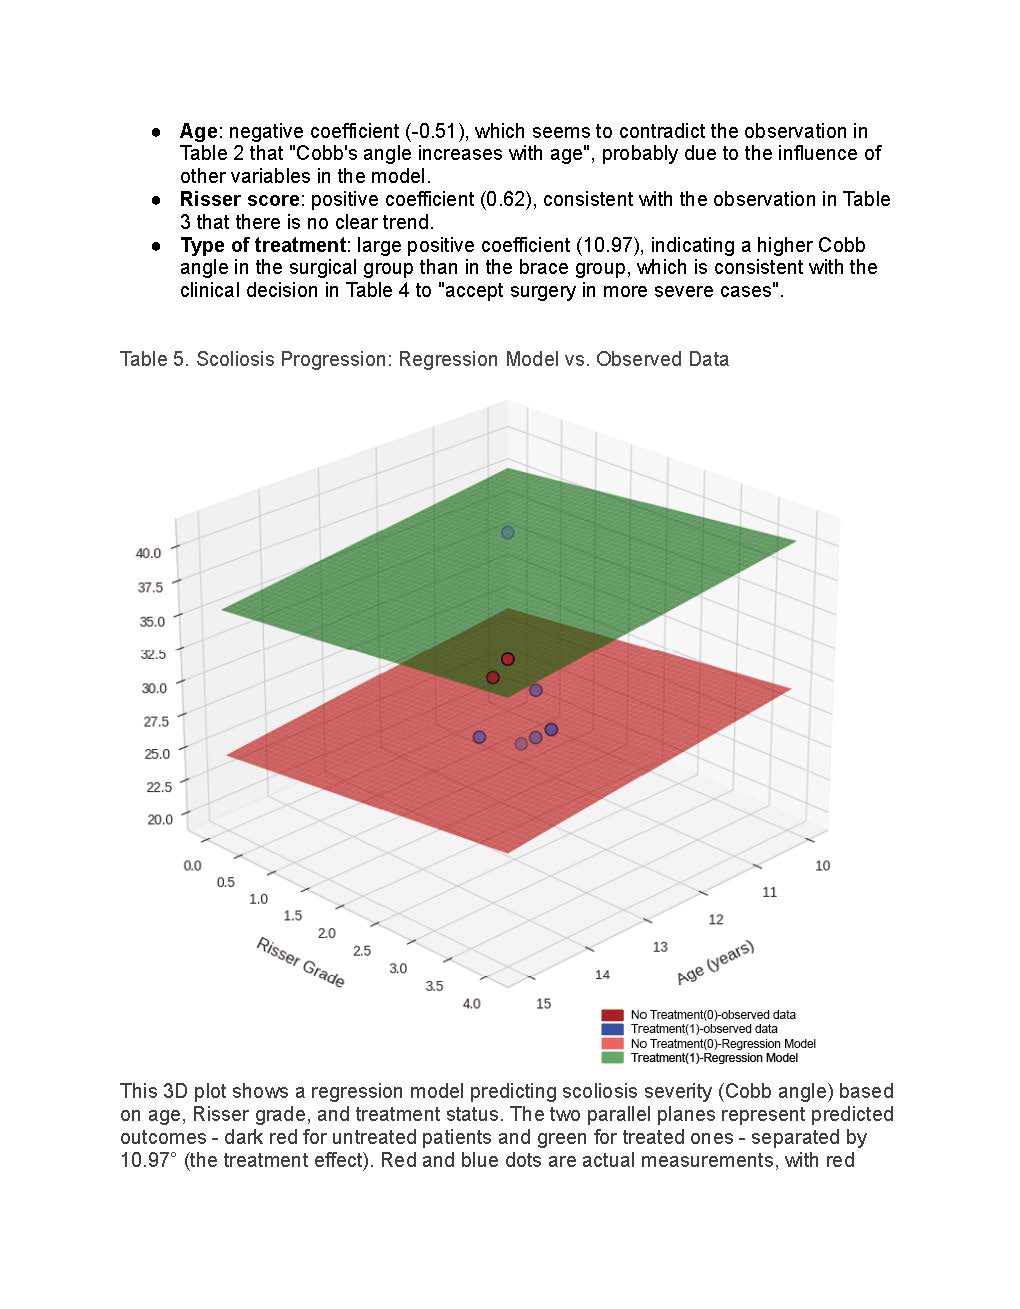 ● Age: negative coefficient (-0.51), which seems to contradict the observation in
Table 2 that "Cobb's angle increases with age", probably due to the influence of
other variables in the model.
● Risser score: positive coefficient (0.62), consistent with the observation in Table
3 that there is no clear trend.
● Type of treatment: large positive coefficient (10.97), indicating a higher Cobb
angle in the surgical group than in the brace group, which is consistent with the
clinical decision in Table 4 to "accept surgery in more severe cases".
Table 5. Scoliosis Progression: Regression Model vs. Observed Data
40.0
37.5
35.0
32.5
30.0
27.5
25.0
22.5
20.0
0.0
0.5
1.0
1.5
2.0
2.5
3.0
3.5
4.0
Risser Grade
10
11
12
13
14
15
Age (years)
No Treatment(0)-observed data
Treatment(1)-observed data
No Treatment(0)-Regression Model
Treatment(1)-Regression Model
This 3D plot shows a regression model predicting scoliosis severity (Cobb angle) based
on age, Risser grade, and treatment status. The two parallel planes represent predicted
outcomes - dark red for untreated patients and green for treated ones - separated by
10.97° (the treatment effect). Red and blue dots are actual measurements, with red